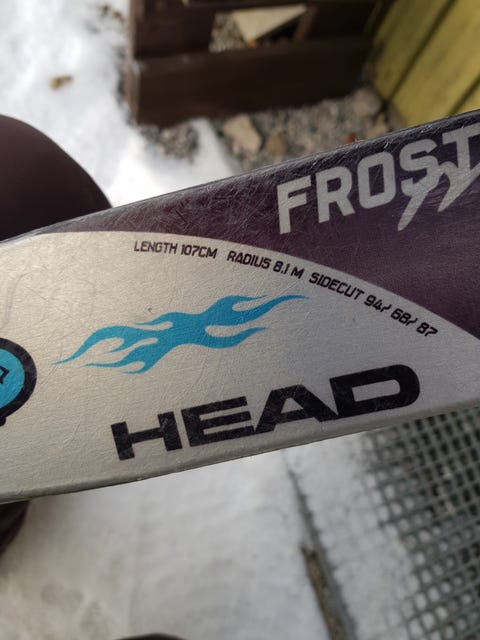 FROST
LENGTH 107CM RADIUS 8.1 M SIDECUT 94/ 68/ 87
HEAD